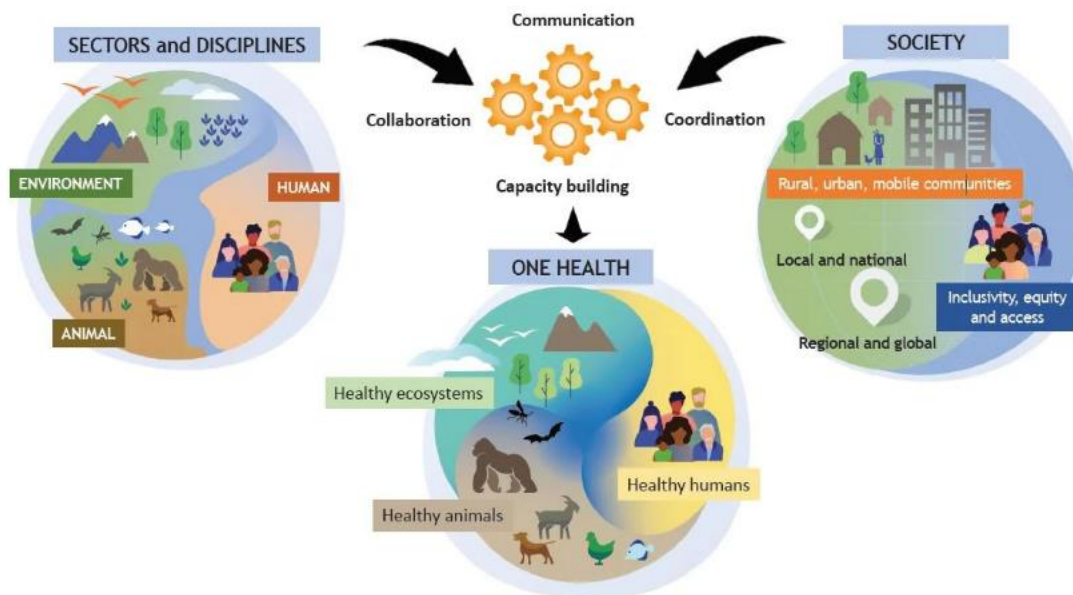 Communication
SECTORS and DISCIPLINES
SOCIETY
Collaboration
Coordination
ENVIRONMENT
HUMAN
Rural, urban, mobile communities
Capacity building
Local and national
ONE HEALTH
Inclusivity, equity
and access
ANIMAL
Regional and global
Healthy ecosystems
Healthy humans
Healthy animals